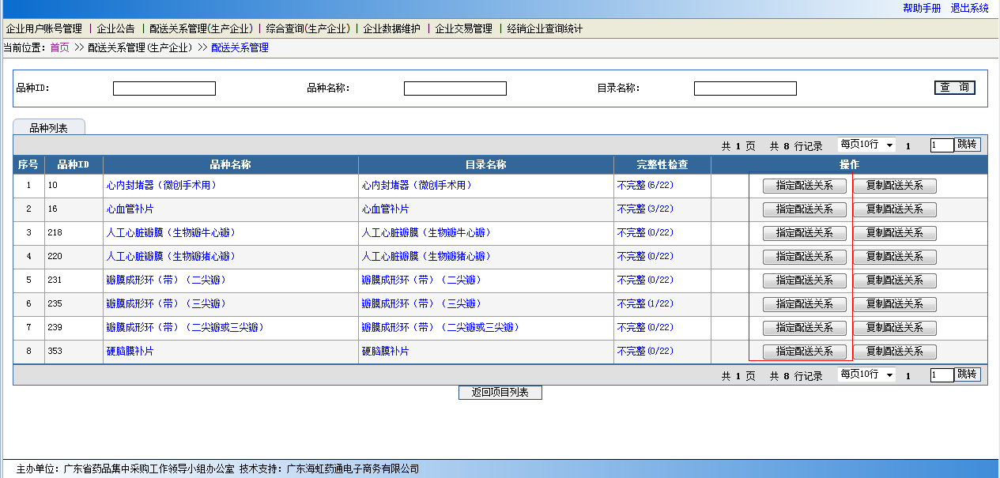 帮助手册 退出系统
企业用户账号管理 | 企业公告 | 配送关系管理(生产企业) | 综合查询(生产企业) | 企业数据维护 | 企业交易管理 | 经销企业查询统计
当前位置：首页 >> 配送关系管理(生产企业) >> 配送关系管理
品种ID： 品种名称： 目录名称： 查 询
品种列表
共 1 页 共 8 行记录 每页10行 1 1 跳转
序号 品种ID 品种名称 目录名称 完整性检查 操作
1 10 心内封堵器（微创手术用） 心内封堵器（微创手术用） 不完整(6/22) 指定配送关系 复制配送关系
2 16 心血管补片 心血管补片 不完整(3/22) 指定配送关系 复制配送关系
3 218 人工心脏瓣膜（生物瓣牛心瓣） 人工心脏瓣膜（生物瓣牛心瓣） 不完整(0/22) 指定配送关系 复制配送关系
4 220 人工心脏瓣膜（生物瓣猪心瓣） 人工心脏瓣膜（生物瓣猪心瓣） 不完整(0/22) 指定配送关系 复制配送关系
5 231 瓣膜成形环（带）（二尖瓣） 瓣膜成形环（带）（二尖瓣） 不完整(0/22) 指定配送关系 复制配送关系
6 235 瓣膜成形环（带）（三尖瓣） 瓣膜成形环（带）（三尖瓣） 不完整(1/22) 指定配送关系 复制配送关系
7 239 瓣膜成形环（带）（二尖瓣或三尖瓣） 瓣膜成形环（带）（二尖瓣或三尖瓣） 不完整(0/22) 指定配送关系 复制配送关系
8 353 硬脑膜补片 硬脑膜补片 不完整(0/22) 指定配送关系 复制配送关系
共 1 页 共 8 行记录 每页10行 1 1 跳转
返回项目列表
主办单位：广东省药品集中采购工作领导小组办公室 技术支持：广东海虹药通电子商务有限公司